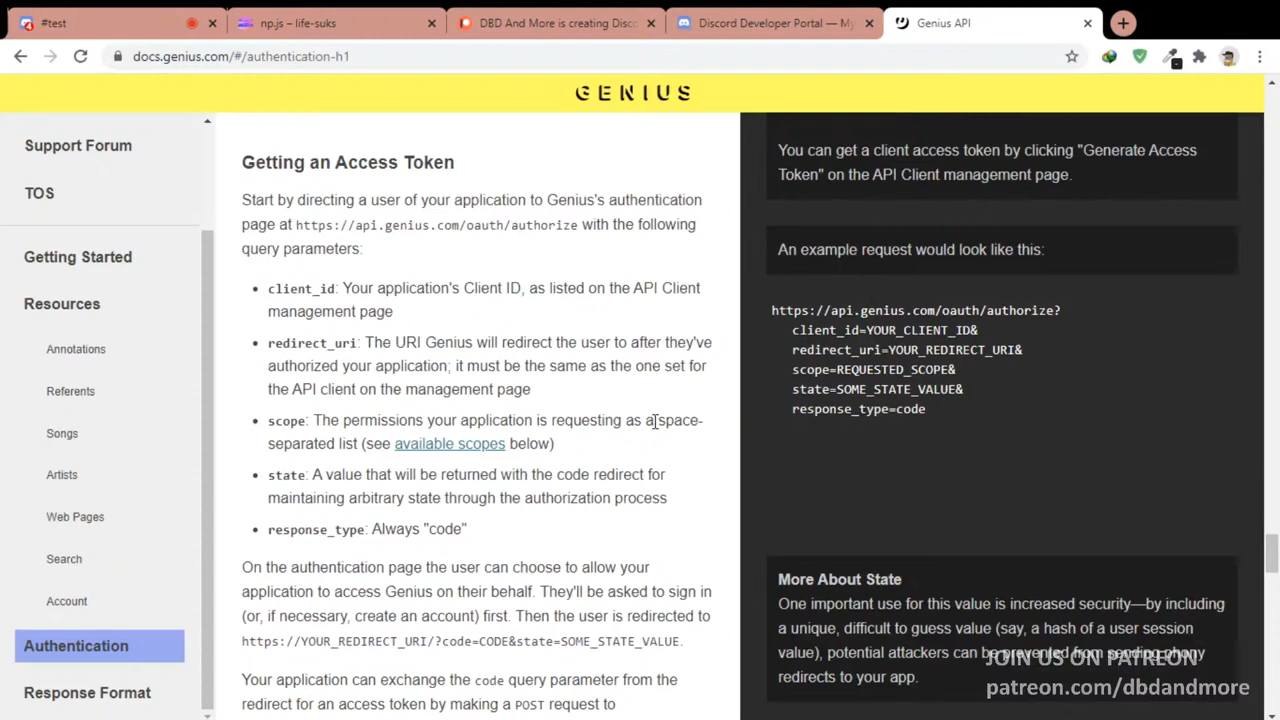 #test
np.js – life-suks
DBD And More is creating Disco
Discord Developer Portal — My
Genius API
docs.genius.com/#/authentication-h1
GENIUS
Support Forum
TOS
Getting Started
Resources
Annotations
Referents
Songs
Artists
Web Pages
Search
Account
Authentication
Response Format
Getting an Access Token
Start by directing a user of your application to Genius's authentication
page at https://api.genius.com/oauth/authorize with the following
query parameters:
• client_id: Your application's Client ID, as listed on the API Client
management page
• redirect_uri: The URI Genius will redirect the user to after they've
authorized your application; it must be the same as the one set for
the API client on the management page
• scope: The permissions your application is requesting as a space-
separated list (see available scopes below)
• state: A value that will be returned with the code redirect for
maintaining arbitrary state through the authorization process
• response_type: Always "code"
On the authentication page the user can choose to allow your
application to access Genius on their behalf. They'll be asked to sign in
(or, if necessary, create an account) first. Then the user is redirected to
https://YOUR_REDIRECT_URI/?code=CODE&state=SOME_STATE_VALUE.
Your application can exchange the code query parameter from the
redirect for an access token by making a POST request to
You can get a client access token by clicking "Generate Access
Token" on the API Client management page.
An example request would look like this:
https://api.genius.com/oauth/authorize?
client_id=YOUR_CLIENT_ID&
redirect_uri=YOUR_REDIRECT_URI&
scope=REQUESTED_SCOPE&
state=SOME_STATE_VALUE&
response_type=code
More About State
One important use for this value is increased security—by including
a unique, difficult to guess value (say, a hash of a user session
value), potential attackers can be prevented from sending phony
redirects to your app.
JOIN US ON PATREON
patreon.com/dbdandmore